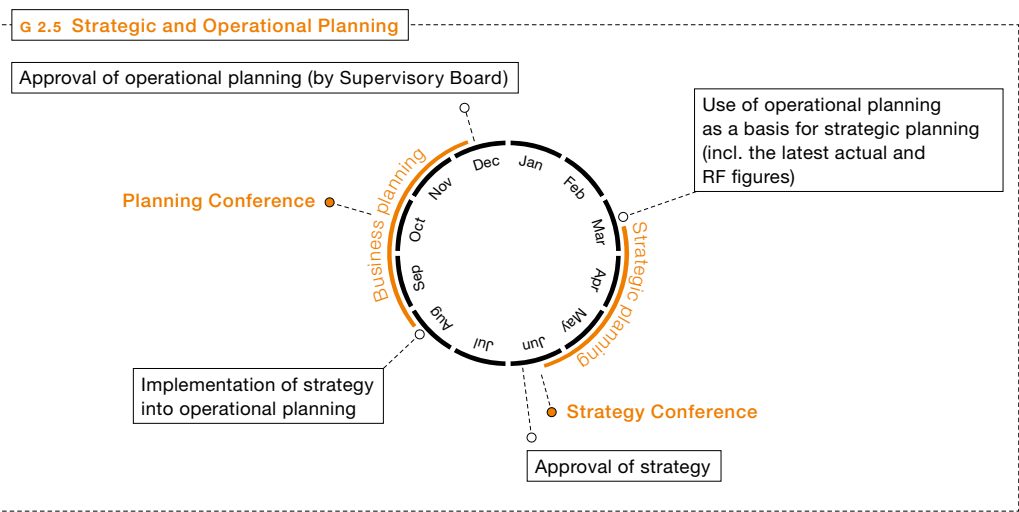 G 2.5 Strategic and Operational Planning
Approval of operational planning (by Supervisory Board)
Use of operational planning
as a basis for strategic planning
(incl. the latest actual and
RF figures)
Planning Conference
Business planning
Strategic planning
Jan
Feb
Mar
Apr
May
Jun
Jul
Aug
Sep
Oct
Nov
Dec
Implementation of strategy
into operational planning
Strategy Conference
Approval of strategy